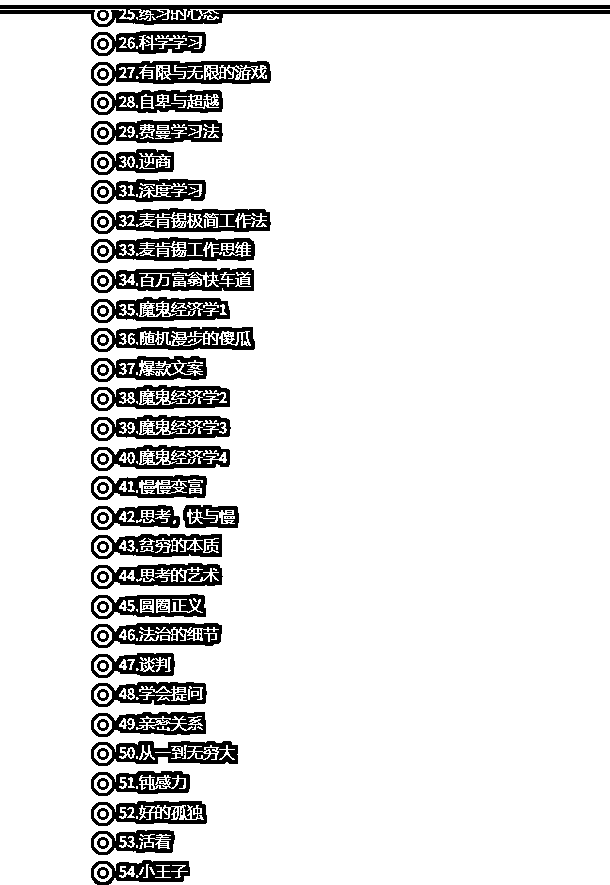 25.练习的心态
26.科学学习
27.有限与无限的游戏
28.自卑与超越
29.费曼学习法
30.逆商
31.深度学习
32.麦肯锡极简工作法
33.麦肯锡工作思维
34.百万富翁快车道
35.魔鬼经济学1
36.随机漫步的傻瓜
37.爆款文案
38.魔鬼经济学2
39.魔鬼经济学3
40.魔鬼经济学4
41.慢慢变富
42.思考，快与慢
43.贫穷的本质
44.思考的艺术
45.圆圈正义
46.法治的细节
47.谈判
48.学会提问
49.亲密关系
50.从一到无穷大
51.钝感力
52.好的孤独
53.活着
54.小王子